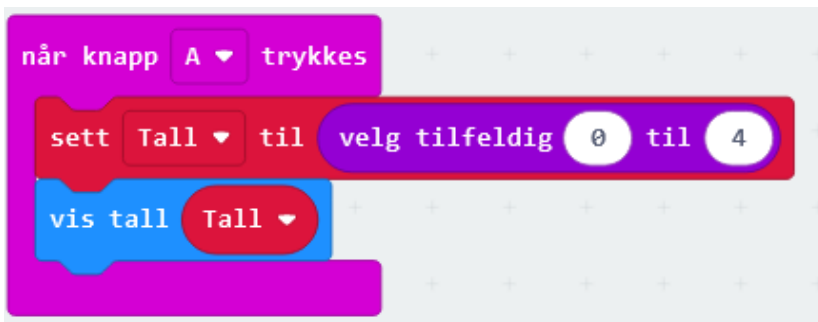 når knapp A trykkes
sett Tall til velg tilfeldig 0 til 4
vis tall Tall